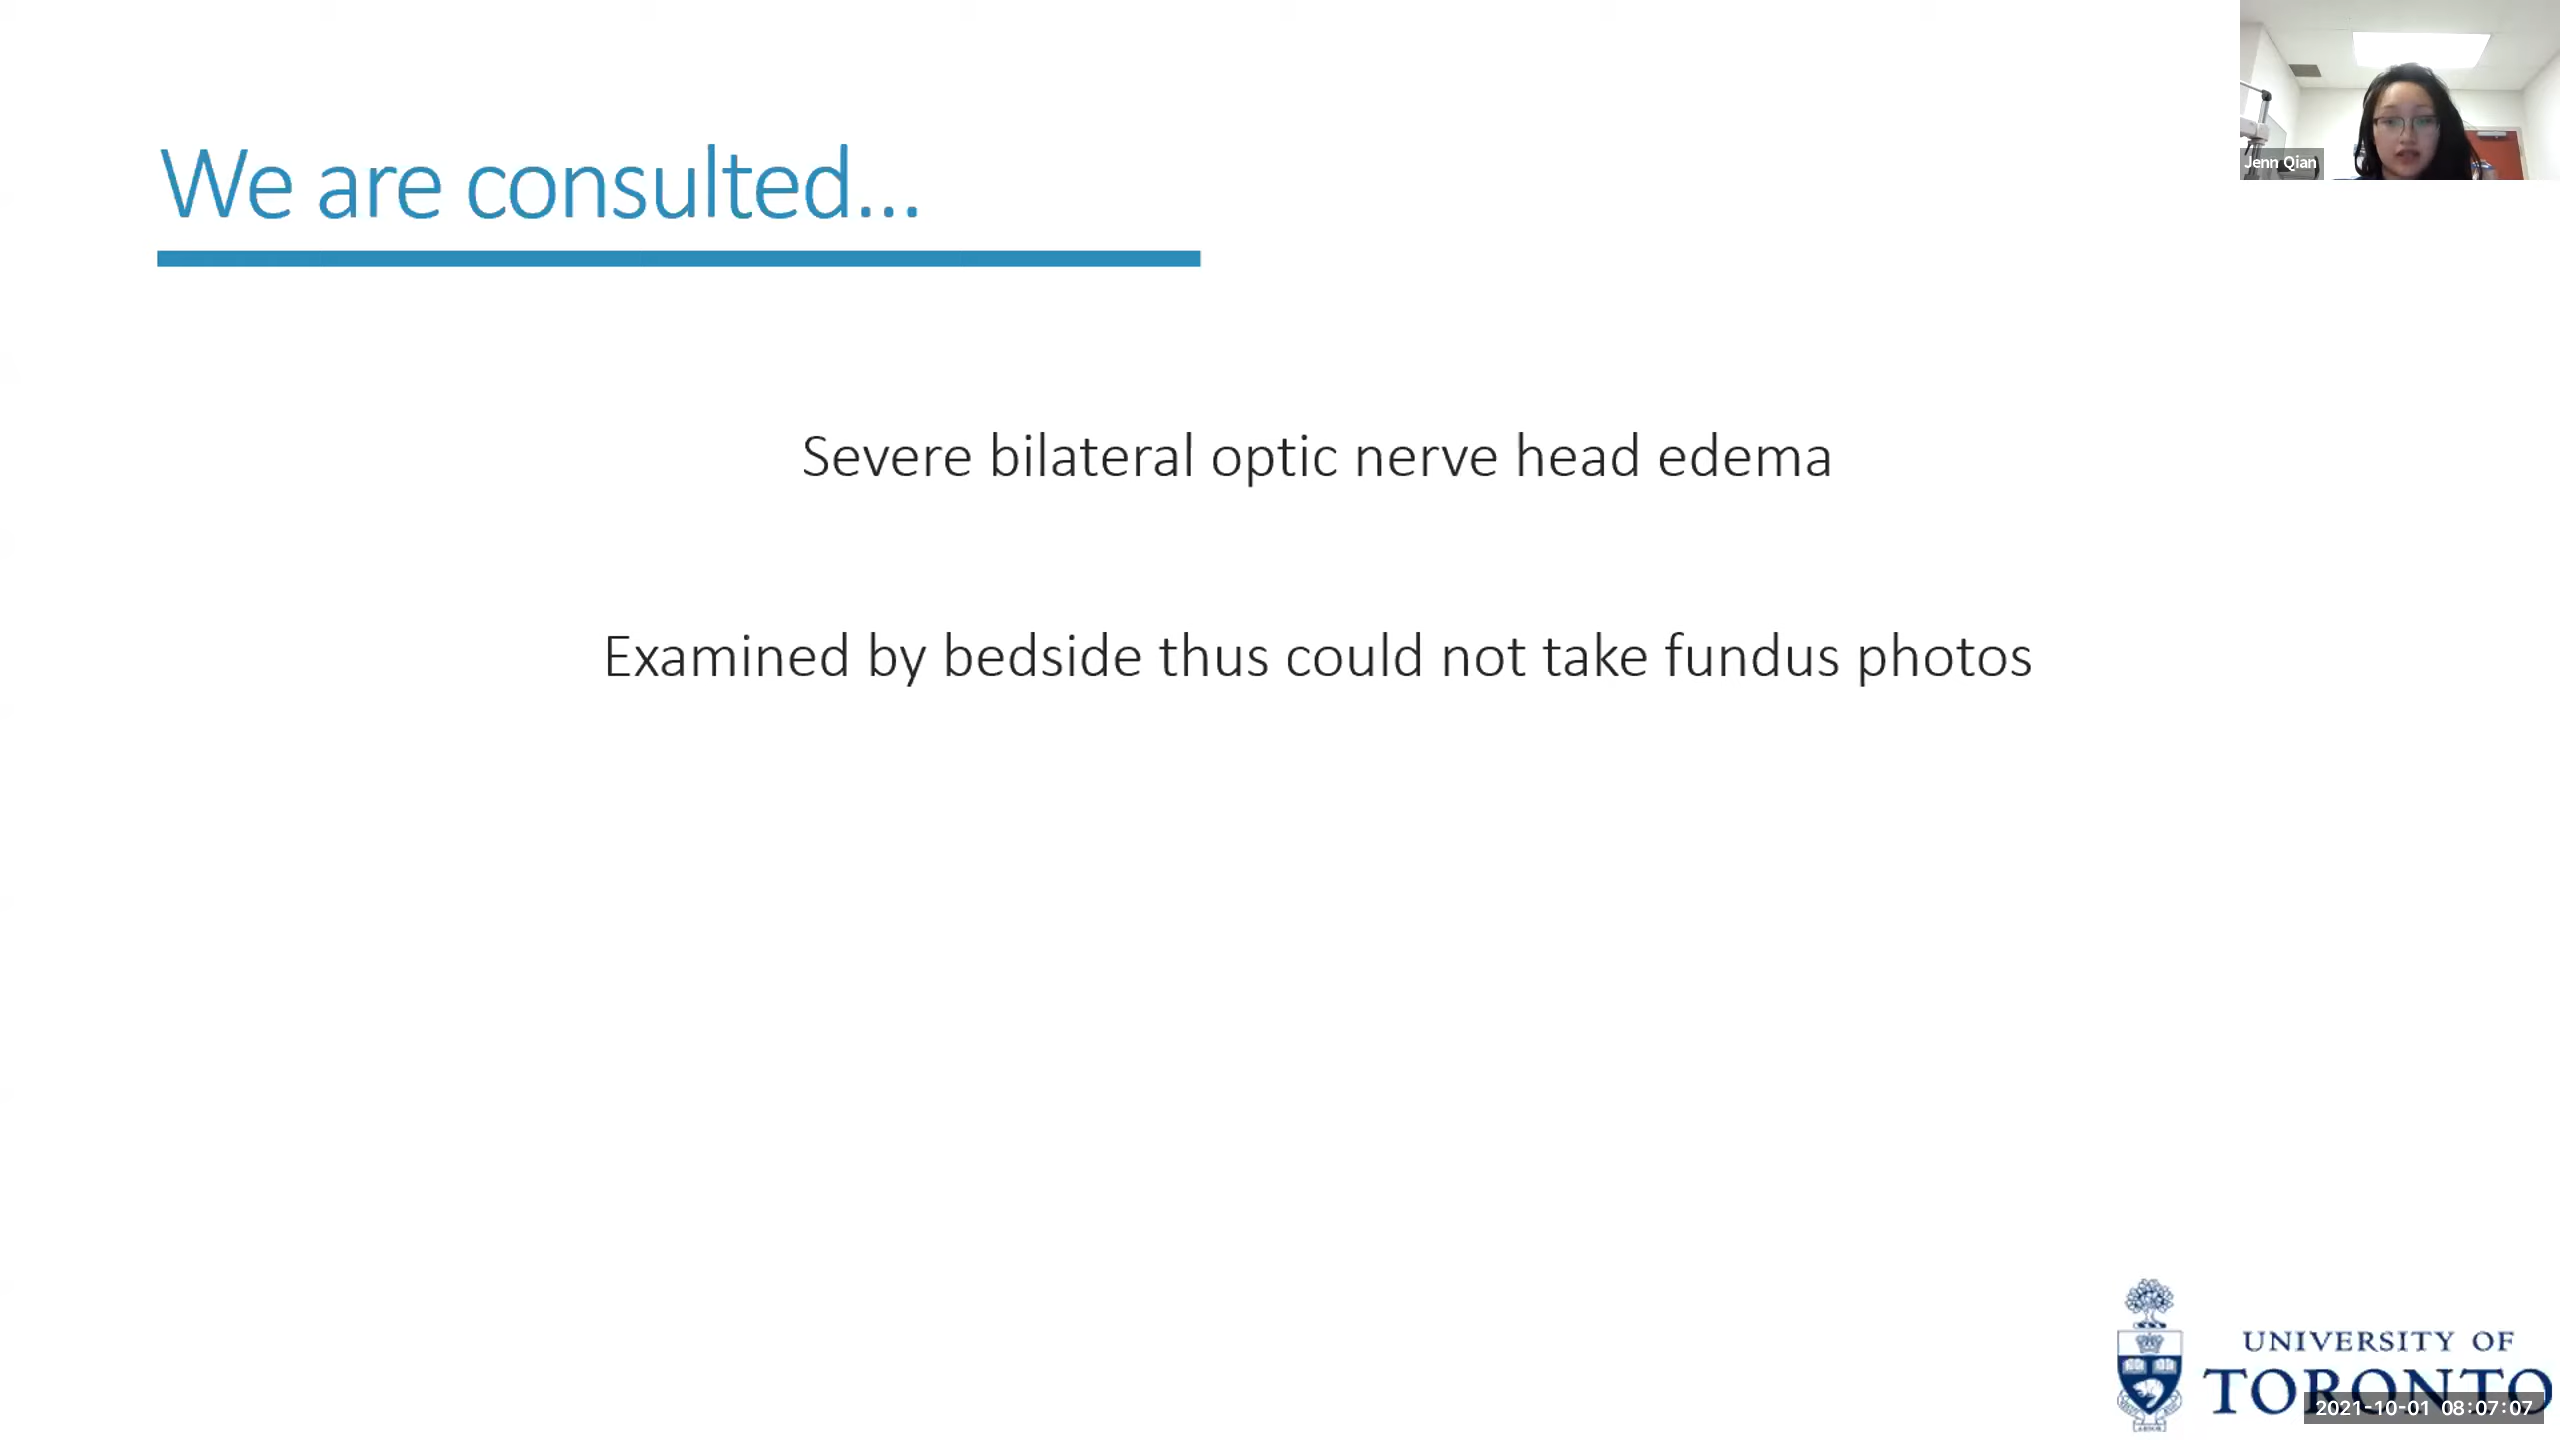 We are consulted...
Jenn Qian
Severe bilateral optic nerve head edema
Examined by bedside thus could not take fundus photos
UNIVERSITY OF
TORONTO
2021-10-01 08:07:07